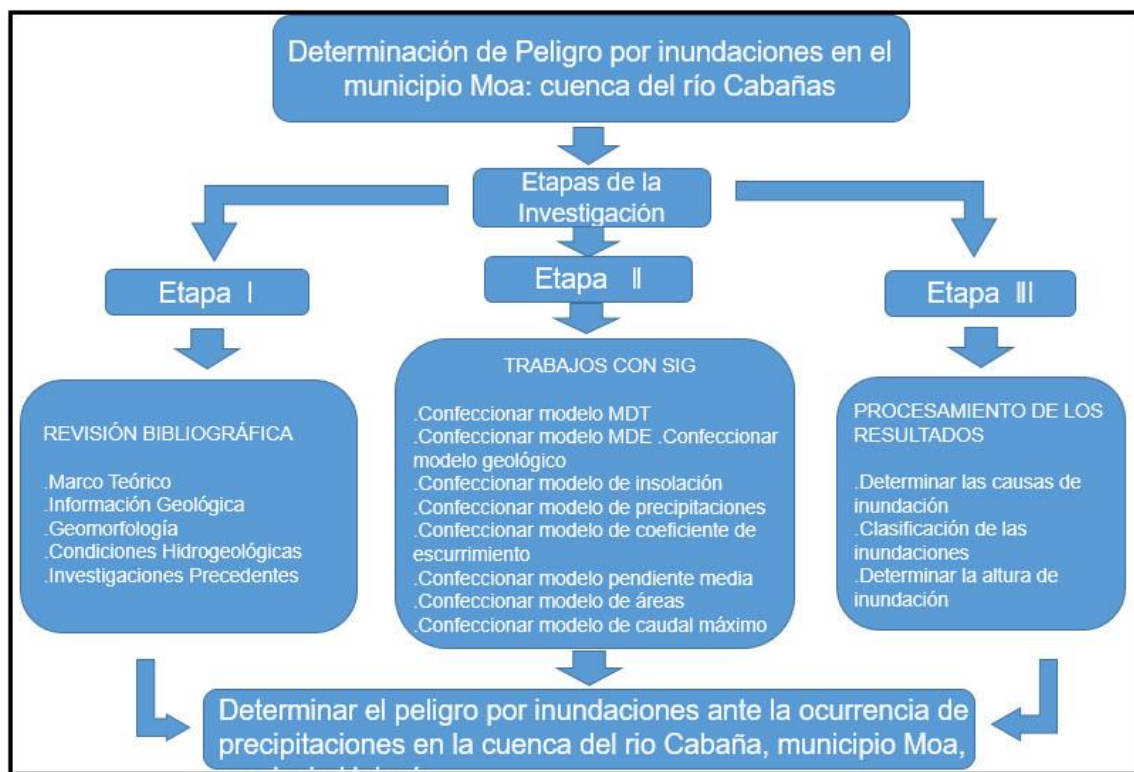 Determinación de Peligro por inundaciones en el
municipio Moa: cuenca del río Cabañas
Etapas de la
Investigación
Etapa I
Etapa II
Etapa III
REVISIÓN BIBLIOGRÁFICA
.Marco Teórico
.Información Geológica
.Geomorfología
.Condiciones Hidrogeológicas
.Investigaciones Precedentes
TRABAJOS CON SIG
.Confeccionar modelo MDT
.Confeccionar modelo MDE .Confeccionar
modelo geológico
.Confeccionar modelo de insolación
.Confeccionar modelo de precipitaciones
.Confeccionar modelo de coeficiente de
escurrimiento
.Confeccionar modelo pendiente media
.Confeccionar modelo de áreas
.Confeccionar modelo de caudal máximo
PROCESAMIENTO DE LOS
RESULTADOS
.Determinar las causas de
inundación
.Clasificación de las
inundaciones
.Determinar la altura de
inundación
Determinar el peligro por inundaciones ante la ocurrencia de
precipitaciones en la cuenca del rio Cabaña, municipio Moa,